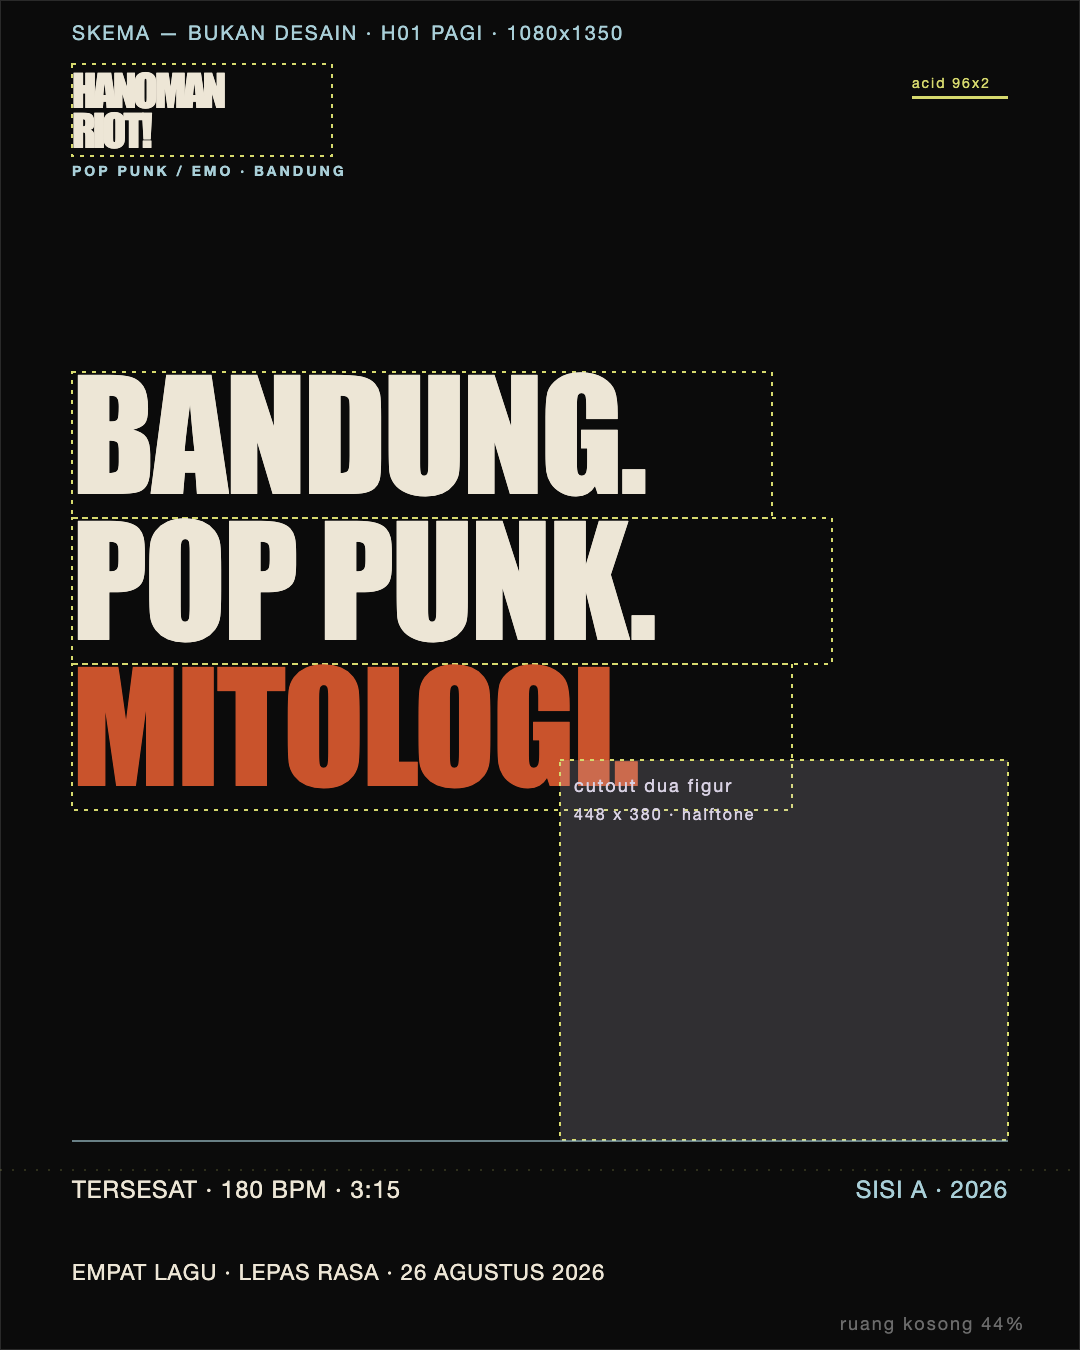 SKEMA — BUKAN DESAIN · H01 PAGI · 1080x1350
HANOMAN
RIOT!
acid 96x2
POP PUNK / EMO · BANDUNG
BANDUNG.
POP PUNK.
MITOLOGI.
cutout dua figur
448 x 380 · halftone
TERSESAT · 180 BPM · 3:15
SISI A · 2026
EMPAT LAGU · LEPAS RASA · 26 AGUSTUS 2026
ruang kosong 44%